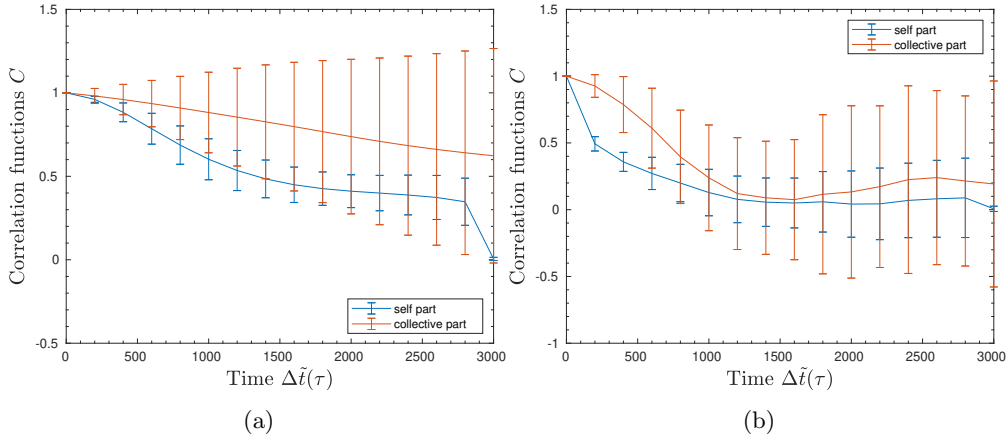 1.5
1
0.5
0
-0.5
0 500 1000 1500 2000 2500 3000
Correlation functions C
Time Δt̃(τ)
self part
collective part
(a)
1.5
1
0.5
0
-0.5
-1
0 500 1000 1500 2000 2500 3000
Correlation functions C
Time Δt̃(τ)
self part
collective part
(b)